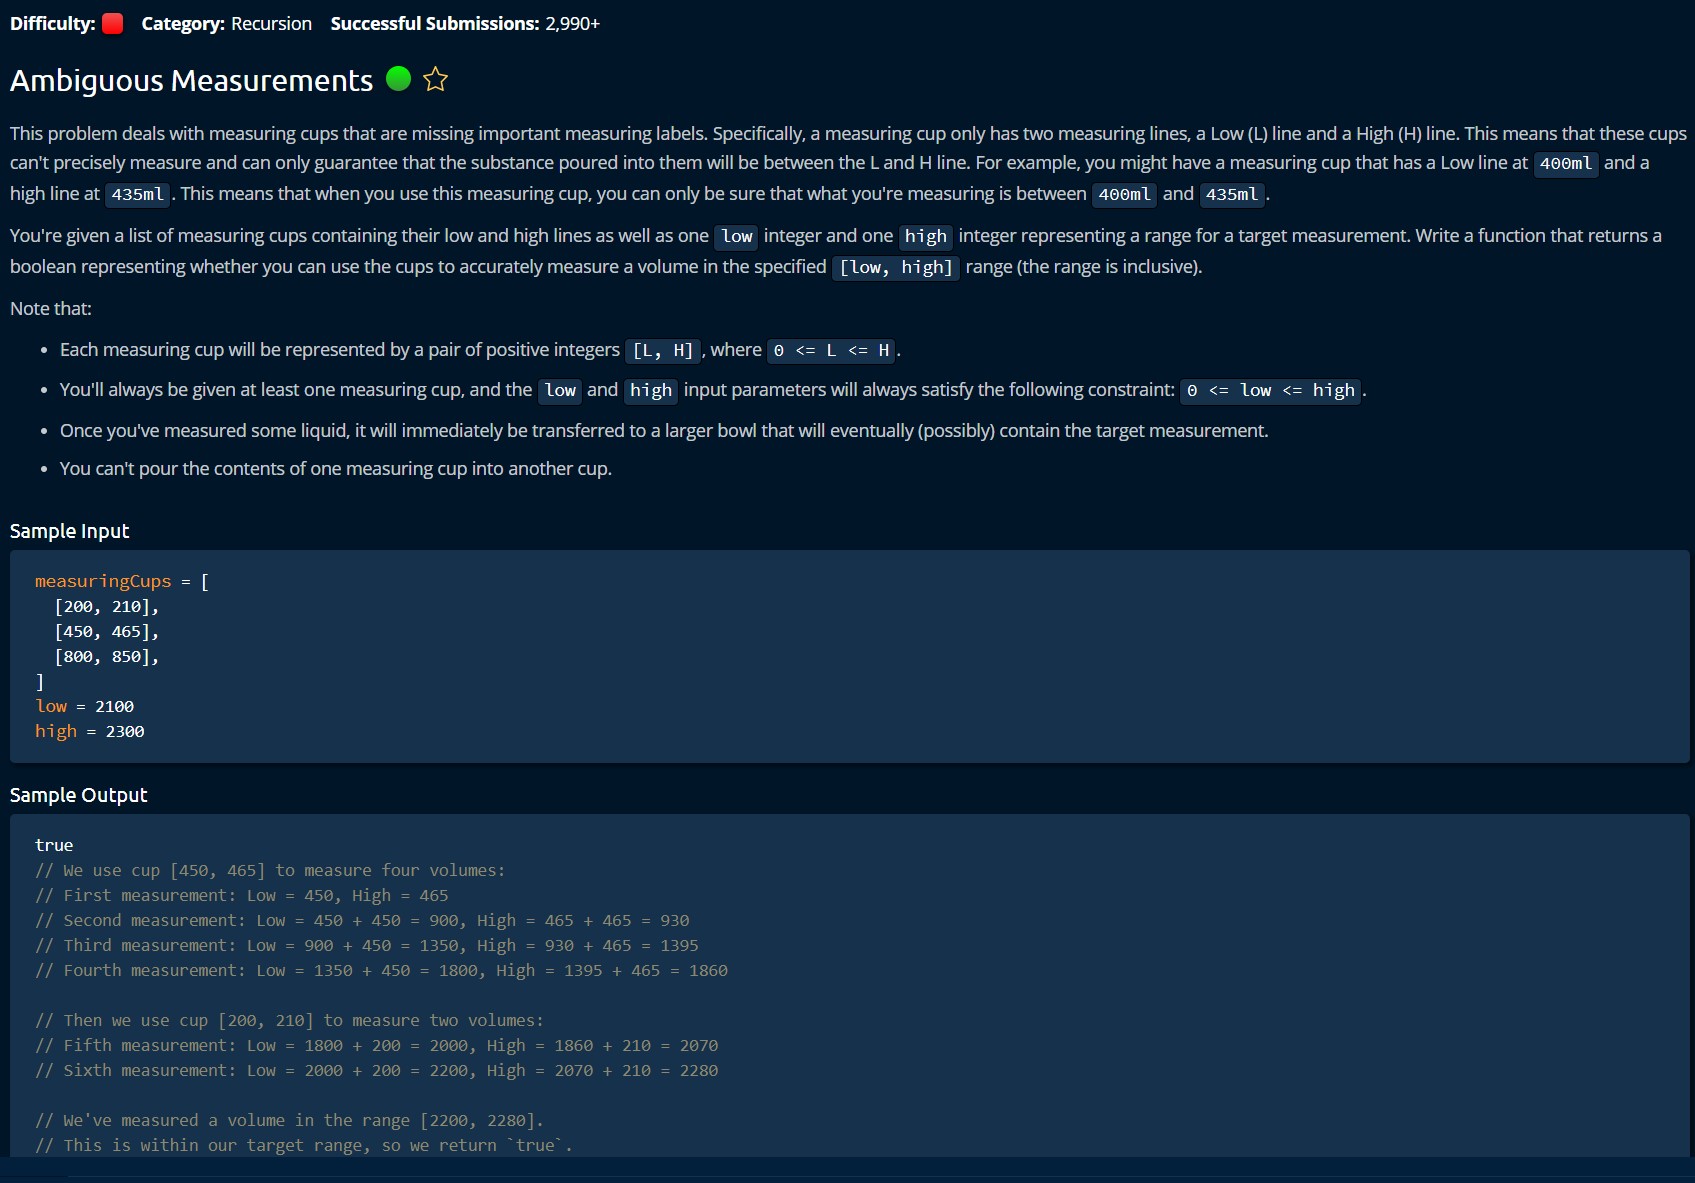 Difficulty: Category: Recursion Successful Submissions: 2,990+
Ambiguous Measurements
This problem deals with measuring cups that are missing important measuring labels. Specifically, a measuring cup only has two measuring lines, a Low (L) line and a High (H) line. This means that these cups
can't precisely measure and can only guarantee that the substance poured into them will be between the L and H line. For example, you might have a measuring cup that has a Low line at 400ml and a
high line at 435ml. This means that when you use this measuring cup, you can only be sure that what you're measuring is between 400ml and 435ml.
You're given a list of measuring cups containing their low and high lines as well as one low integer and one high integer representing a range for a target measurement. Write a function that returns a
boolean representing whether you can use the cups to accurately measure a volume in the specified [low, high] range (the range is inclusive).
Note that:
• Each measuring cup will be represented by a pair of positive integers [L, H], where 0 <= L <= H.
• You'll always be given at least one measuring cup, and the low and high input parameters will always satisfy the following constraint: 0 <= low <= high.
• Once you've measured some liquid, it will immediately be transferred to a larger bowl that will eventually (possibly) contain the target measurement.
• You can't pour the contents of one measuring cup into another cup.
Sample Input
measuringCups = [
[200, 210],
[450, 465],
[800, 850],
]
low = 2100
high = 2300
Sample Output
true
// We use cup [450, 465] to measure four volumes:
// First measurement: Low = 450, High = 465
// Second measurement: Low = 450 + 450 = 900, High = 465 + 465 = 930
// Third measurement: Low = 900 + 450 = 1350, High = 930 + 465 = 1395
// Fourth measurement: Low = 1350 + 450 = 1800, High = 1395 + 465 = 1860
// Then we use cup [200, 210] to measure two volumes:
// Fifth measurement: Low = 1800 + 200 = 2000, High = 1860 + 210 = 2070
// Sixth measurement: Low = 2000 + 200 = 2200, High = 2070 + 210 = 2280
// We've measured a volume in the range [2200, 2280].
// This is within our target range, so we return `true`.